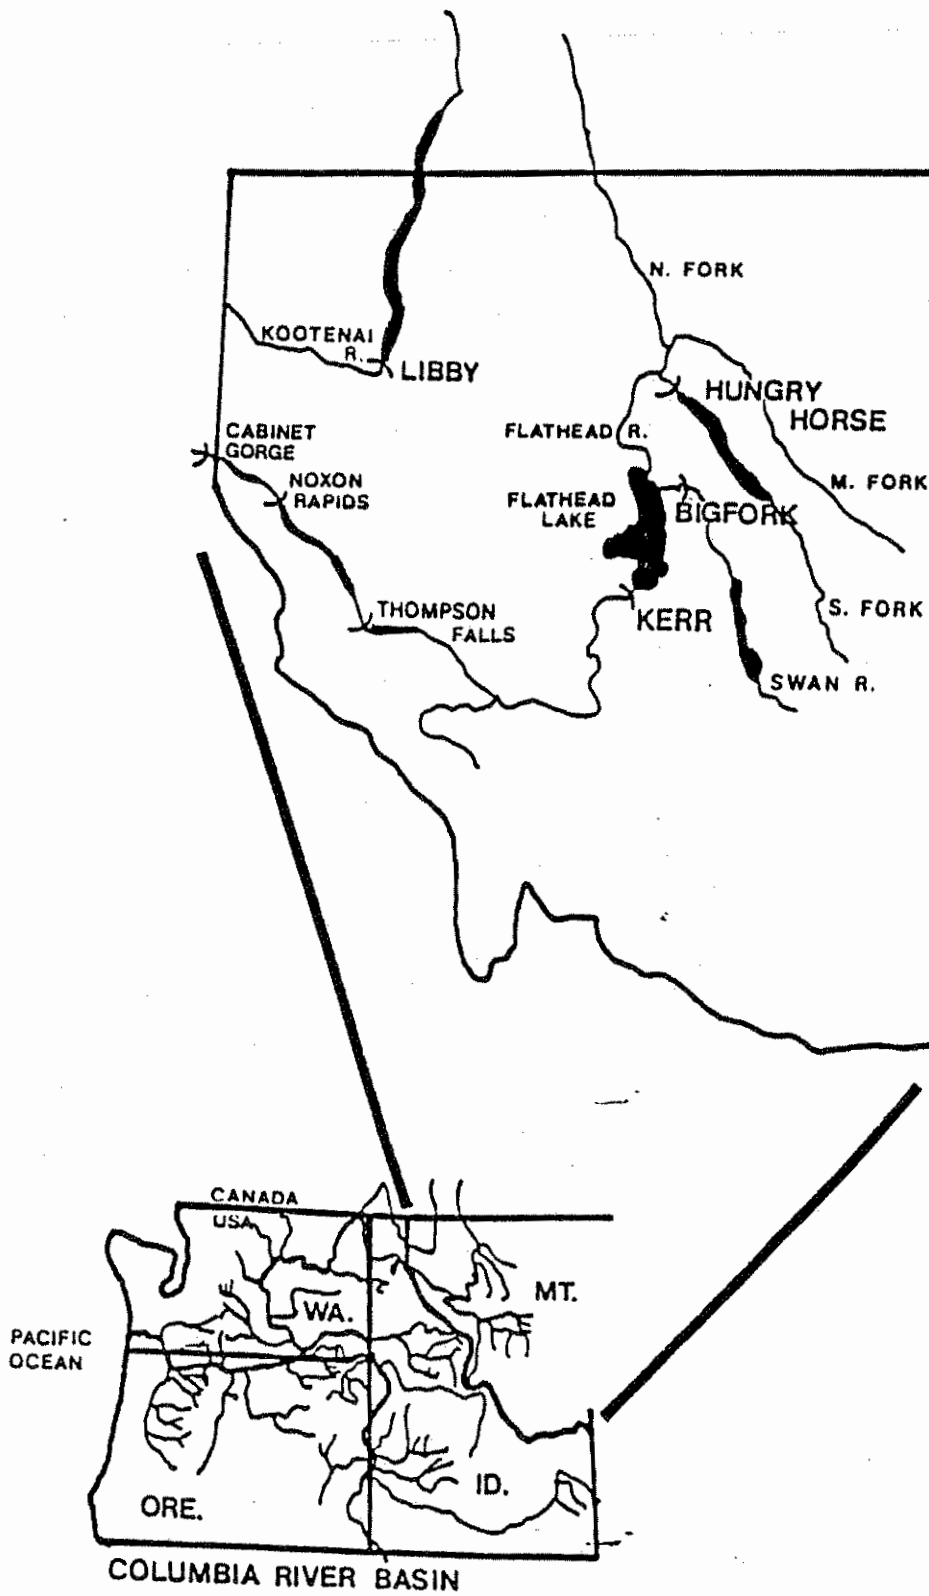 N. FORK
KOOTENAI
R.
LIBBY
HUNGRY
HORSE
CABINET
GORGE
FLATHEAD R.
NOXON
RAPIDS
M. FORK
FLATHEAD
LAKE
BIGFORK
THOMPSON
FALLS
KERR
S. FORK
SWAN R.
CANADA
USA
MT.
WA.
PACIFIC
OCEAN
ID.
ORE.
COLUMBIA RIVER BASIN